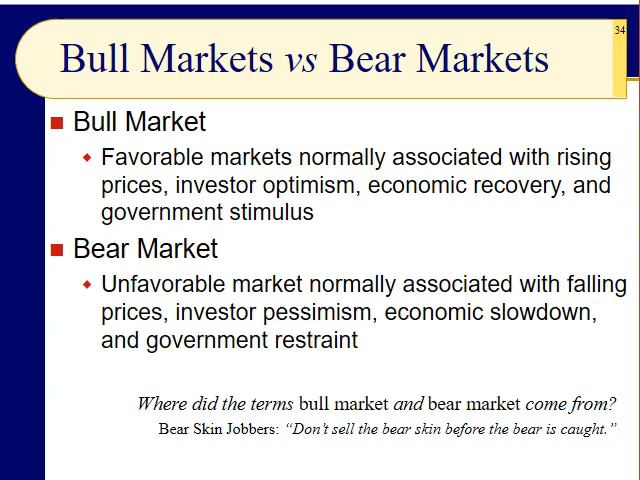 34
Bull Markets vs Bear Markets
Bull Market
Favorable markets normally associated with rising
prices, investor optimism, economic recovery, and
government stimulus
Bear Market
Unfavorable market normally associated with falling
prices, investor pessimism, economic slowdown,
and government restraint
Where did the terms bull market and bear market come from?
Bear Skin Jobbers: “Don’t sell the bear skin before the bear is caught.”